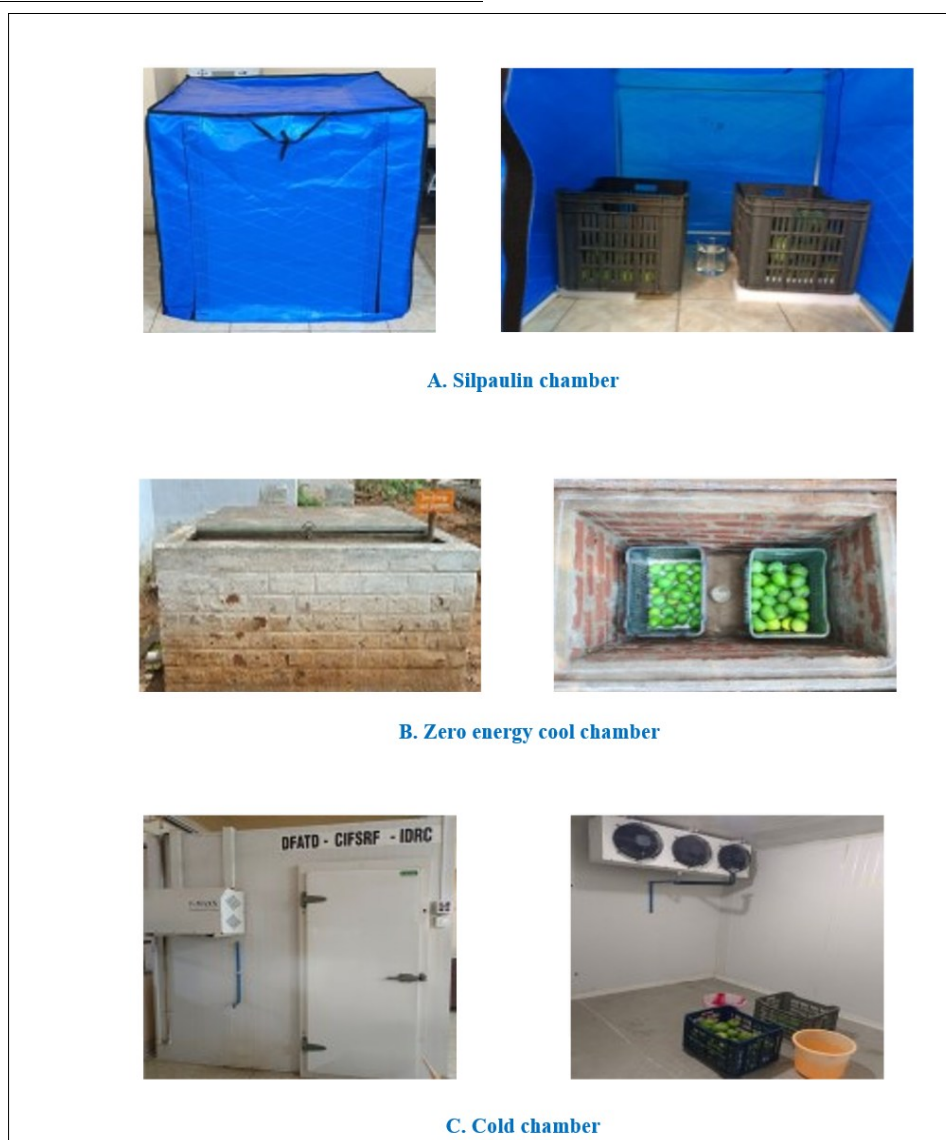 A. Silpaulin chamber
B. Zero energy cool chamber
DFATD - CIFSRF - IDRC
C. Cold chamber